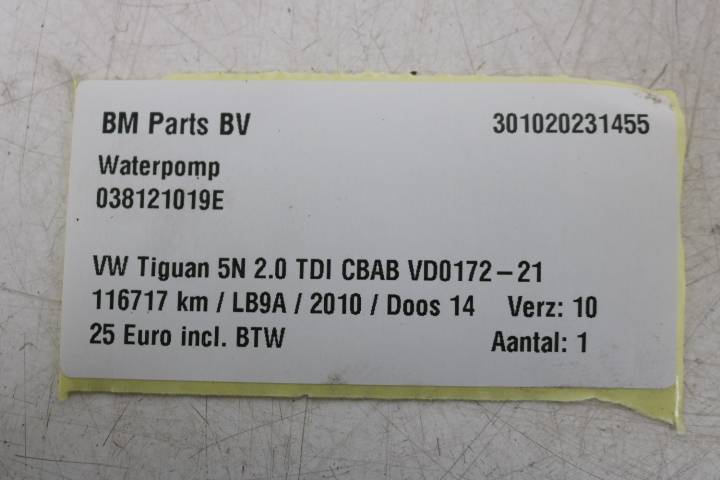 BM Parts BV 301020231455
Waterpomp
038121019E
VW Tiguan 5N 2.0 TDI CBAB VD0172-21
116717 km / LB9A / 2010 / Doos 14 Verz: 10
25 Euro incl. BTW Aantal: 1